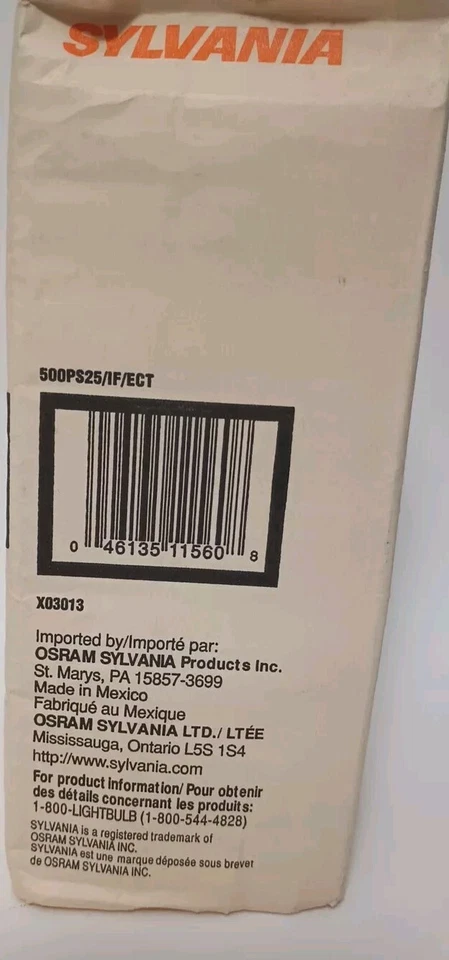 SYLVANIA
500PS25/IF/ECT
0 46135 11560 8
X03013
Imported by/Importé par:
OSRAM SYLVANIA Products Inc.
St. Marys, PA 15857-3699
Made in Mexico
Fabriqué au Mexique
OSRAM SYLVANIA LTD./ LTÉE
Mississauga, Ontario L5S 1S4
http://www.sylvania.com
For product information/ Pour obtenir
des détails concernant les produits:
1-800-LIGHTBULB (1-800-544-4828)
SYLVANIA is a registered trademark of
OSRAM SYLVANIA INC.
SYLVANIA est une marque déposée sous brevet
de OSRAM SYLVANIA INC.